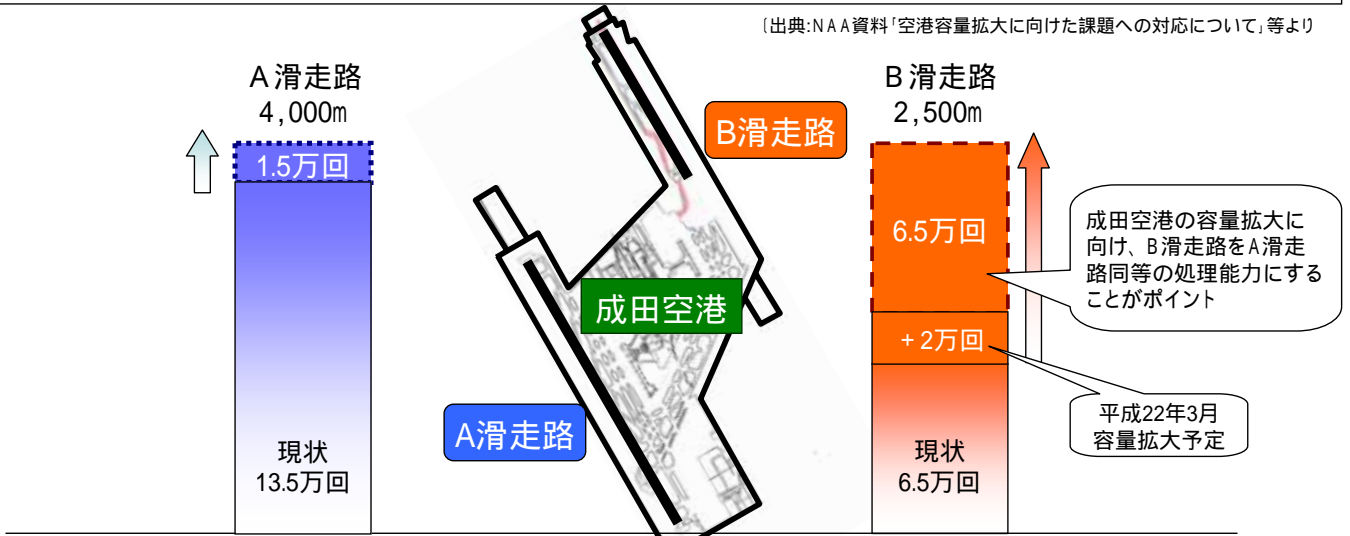 ［出典:NAA資料「空港容量拡大に向けた課題への対応について」等より
A滑走路
4,000m
1.5万回
現状
13.5万回
B滑走路
成田空港
A滑走路
B滑走路
2,500m
6.5万回
+2万回
現状
6.5万回
成田空港の容量拡大に
向け、B滑走路をA滑走
路同等の処理能力にする
ことがポイント
平成22年3月
容量拡大予定